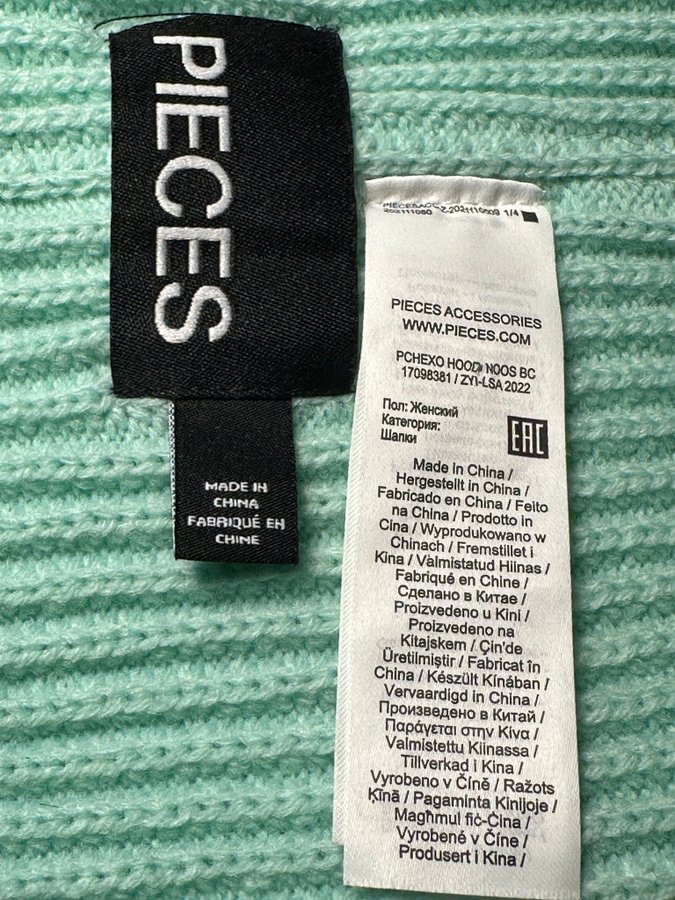 PIECES
MADE IN
CHINA
FABRIQUÉ EN
CHINE
1/4
PIECES ACCESSORIES
WWW.PIECES.COM
PCHEXO HOOD NOOS BC
17098381 / ZYI-LSA 2022
Пол: Женский
Категория:
Шапки
EAC
Made in China /
Hergestellt in China /
Fabricado en China / Feito
na China / Prodotto in
Cina / Wyprodukowano w
Chinach / Fremstillet i
Kina / Valmistatud Hiinas /
Fabriqué en Chine /
Сделано в Китае /
Proizvedeno u Kini /
Proizvedeno na
Kitajskem / Çin'de
Üretilmiştir / Fabricat în
China / Készült Kínában /
Vervaardigd in China /
Произведено в Китай /
Παράγεται στην Κίνα /
Valmistettu Kiinassa /
Tillverkad i Kina /
Vyrobeno v Číně / Ražots
Ķīnā / Pagaminta Kinijoje /
Magħmul fiċ-Ċina /
Vyrobené v Číne /
Produsert i Kina /